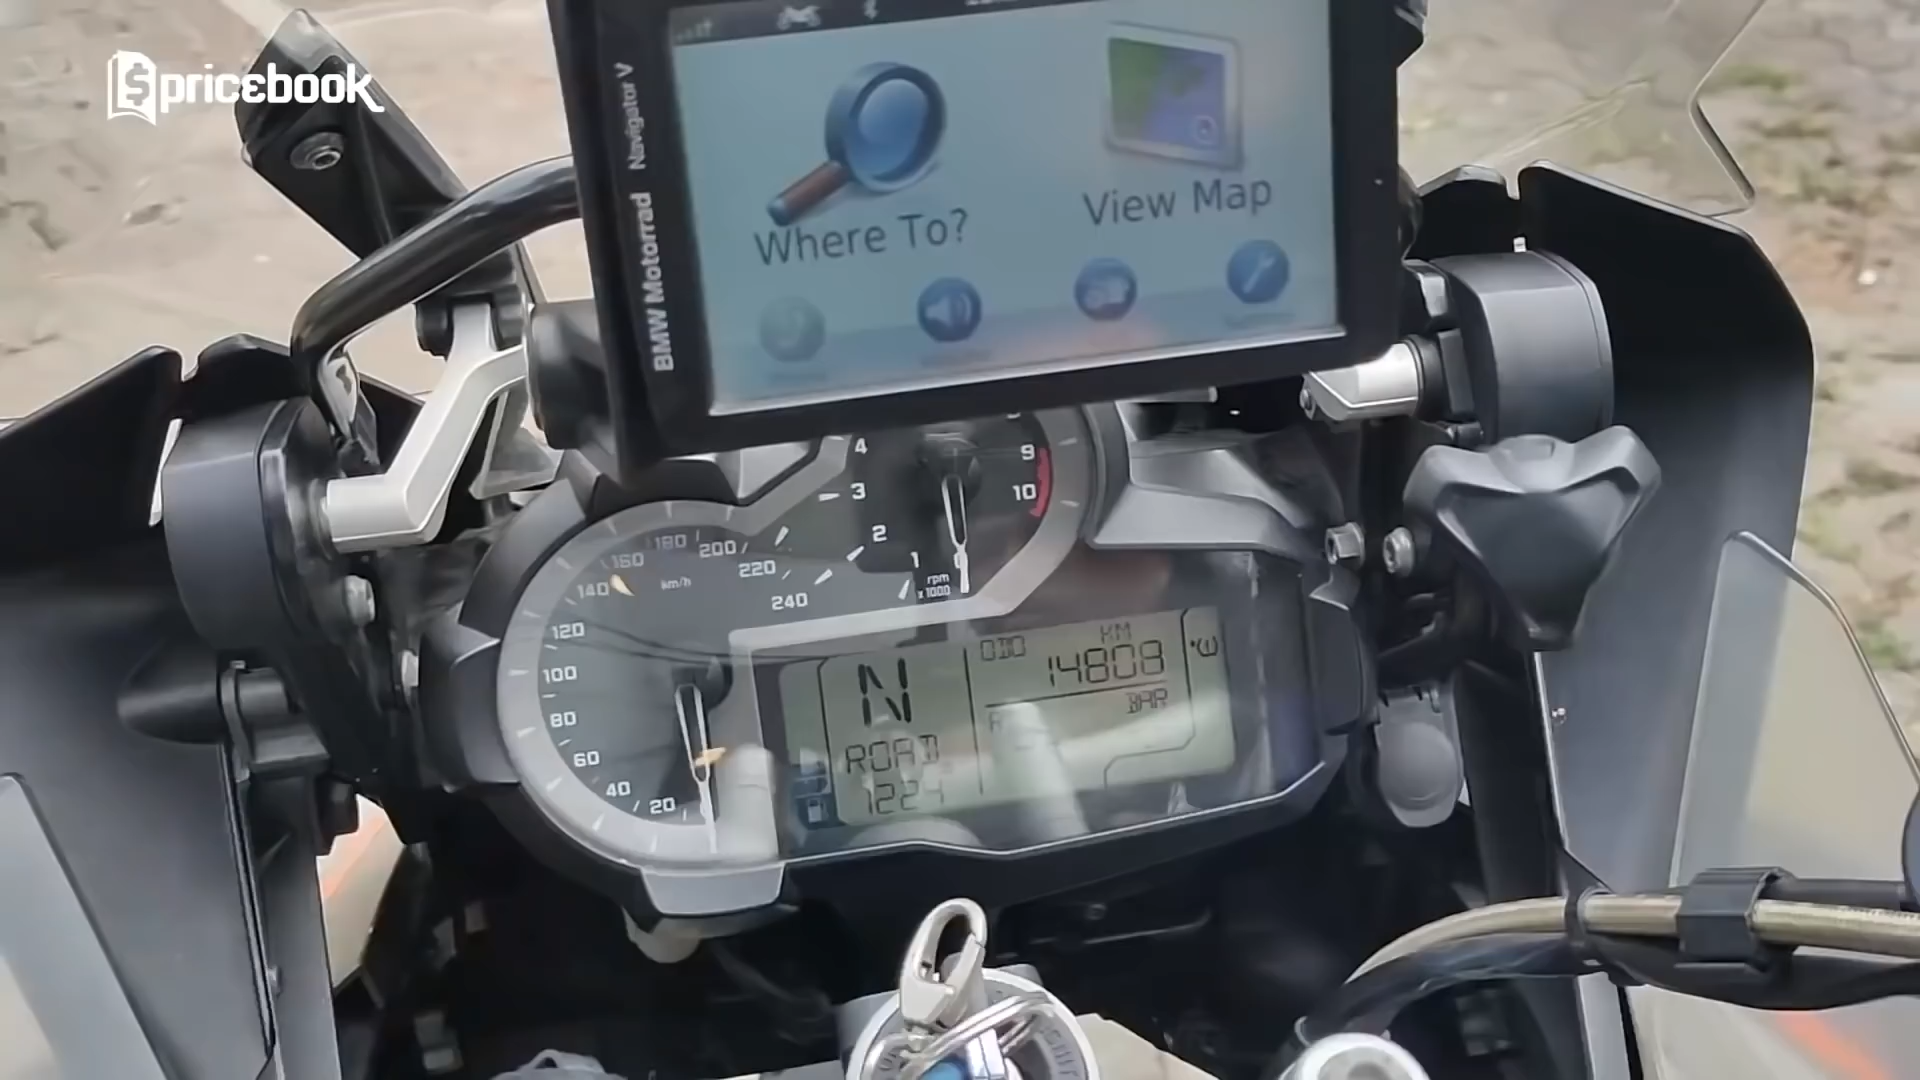 pricebook
BMW Motorrad Navigator V
Where To?
View Map
4
3
2
1
9
10
rpm
x 1000
20
40
60
80
100
120
140
160
180
200
220
240
km/h
N
ROAD
1224
ODO
KM
14808
BAR
R